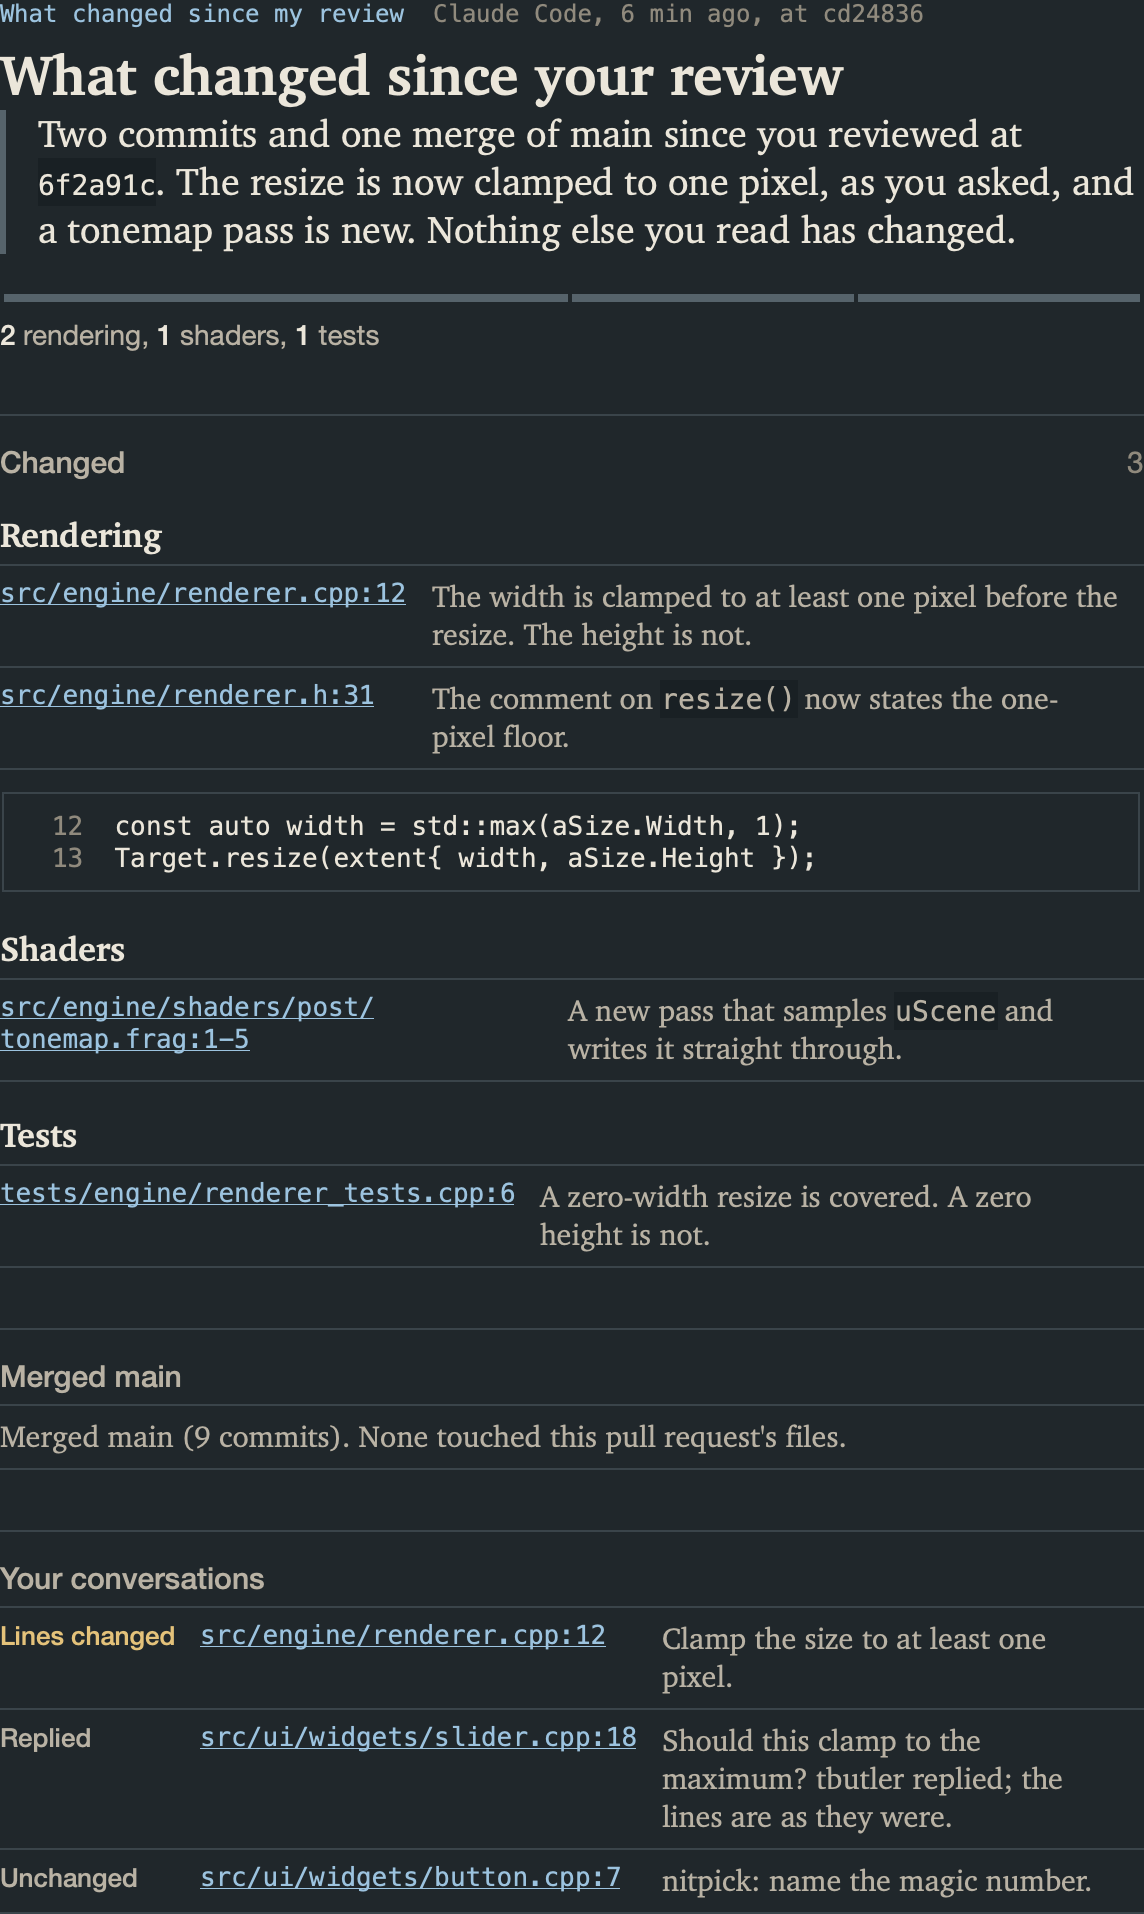 What changed since my review Claude Code, 6 min ago, at cd24836
What changed since your review
Two commits and one merge of main since you reviewed at
6f2a91c. The resize is now clamped to one pixel, as you asked, and
a tonemap pass is new. Nothing else you read has changed.
2 rendering, 1 shaders, 1 tests
Changed 3
Rendering
src/engine/renderer.cpp:12 The width is clamped to at least one pixel before the
resize. The height is not.
src/engine/renderer.h:31 The comment on resize() now states the one-
pixel floor.
12 const auto width = std::max(aSize.Width, 1);
13 Target.resize(extent{ width, aSize.Height });
Shaders
src/engine/shaders/post/ A new pass that samples uScene and
tonemap.frag:1–5 writes it straight through.
Tests
tests/engine/renderer_tests.cpp:6 A zero-width resize is covered. A zero
height is not.
Merged main
Merged main (9 commits). None touched this pull request's files.
Your conversations
Lines changed src/engine/renderer.cpp:12 Clamp the size to at least one
pixel.
Replied src/ui/widgets/slider.cpp:18 Should this clamp to the
maximum? tbutler replied; the
lines are as they were.
Unchanged src/ui/widgets/button.cpp:7 nitpick: name the magic number.